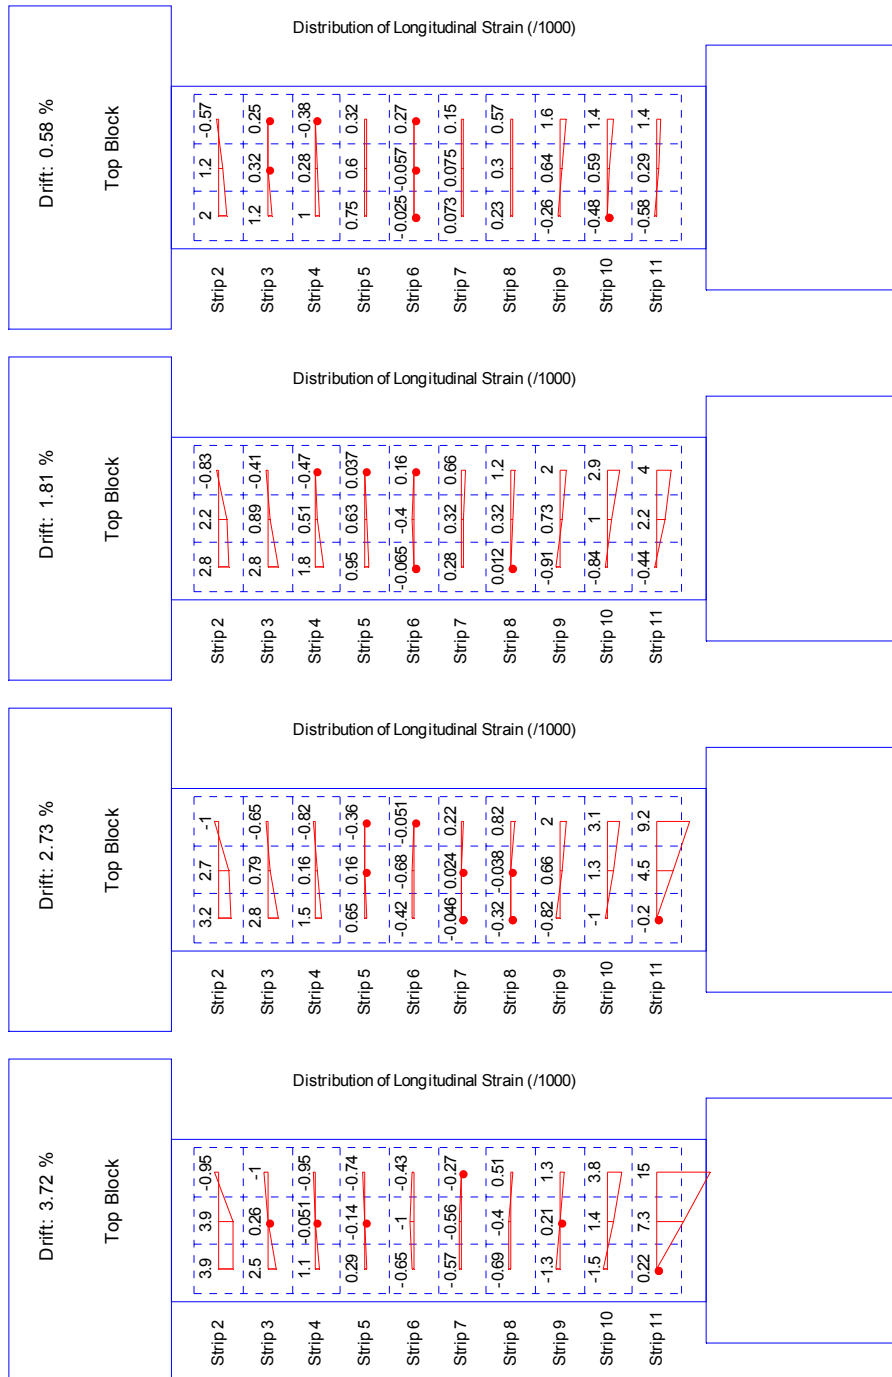 Distribution of Longitudinal Strain (/1000)
Drift: 0.58 %
Top Block
Strip 2 2 1.2 -0.57
Strip 3 1.2 0.32 0.25
Strip 4 1 0.28 -0.38
Strip 5 0.75 0.6 0.32
Strip 6 -0.025 -0.057 0.27
Strip 7 0.073 0.075 0.15
Strip 8 0.23 0.3 0.57
Strip 9 -0.26 0.64 1.6
Strip 10 -0.48 0.59 1.4
Strip 11 -0.58 0.29 1.4
Distribution of Longitudinal Strain (/1000)
Drift: 1.81 %
Top Block
Strip 2 2.8 2.2 -0.83
Strip 3 2.8 0.89 -0.41
Strip 4 1.8 0.51 -0.47
Strip 5 0.95 0.63 0.037
Strip 6 -0.065 -0.4 0.16
Strip 7 0.28 0.32 0.66
Strip 8 0.012 0.32 1.2
Strip 9 -0.91 0.73 2
Strip 10 -0.84 1 2.9
Strip 11 -0.44 2.2 4
Distribution of Longitudinal Strain (/1000)
Drift: 2.73 %
Top Block
Strip 2 3.2 2.7 -1
Strip 3 2.8 0.79 -0.65
Strip 4 1.5 0.16 -0.82
Strip 5 0.65 0.16 -0.36
Strip 6 -0.42 -0.68 -0.051
Strip 7 -0.046 0.024 0.22
Strip 8 -0.32 -0.038 0.82
Strip 9 -0.82 0.66 2
Strip 10 -1 1.3 3.1
Strip 11 -0.2 4.5 9.2
Distribution of Longitudinal Strain (/1000)
Drift: 3.72 %
Top Block
Strip 2 3.9 3.9 -0.95
Strip 3 2.5 0.26 -1
Strip 4 1.1 -0.051 -0.95
Strip 5 0.29 -0.14 -0.74
Strip 6 -0.65 -1 -0.43
Strip 7 -0.57 -0.56 -0.27
Strip 8 -0.69 -0.4 0.51
Strip 9 -1.3 0.21 1.3
Strip 10 -1.5 1.4 3.8
Strip 11 0.22 7.3 15